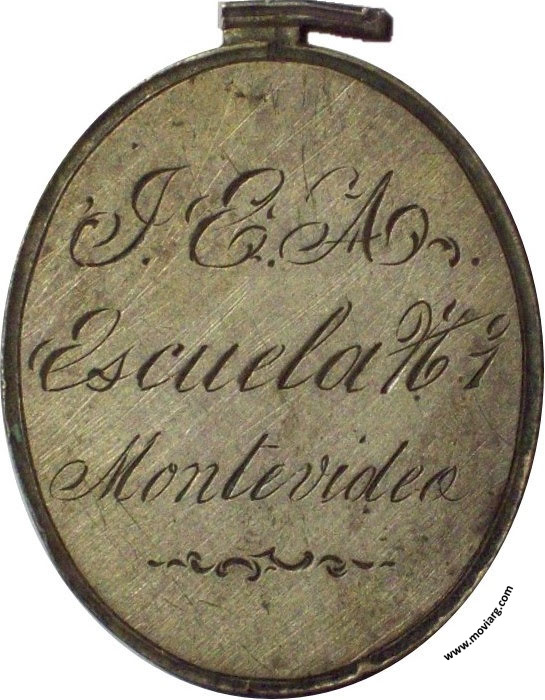 J. E. A.
Escuela Nº 1
Montevideo
www.moviarg.com